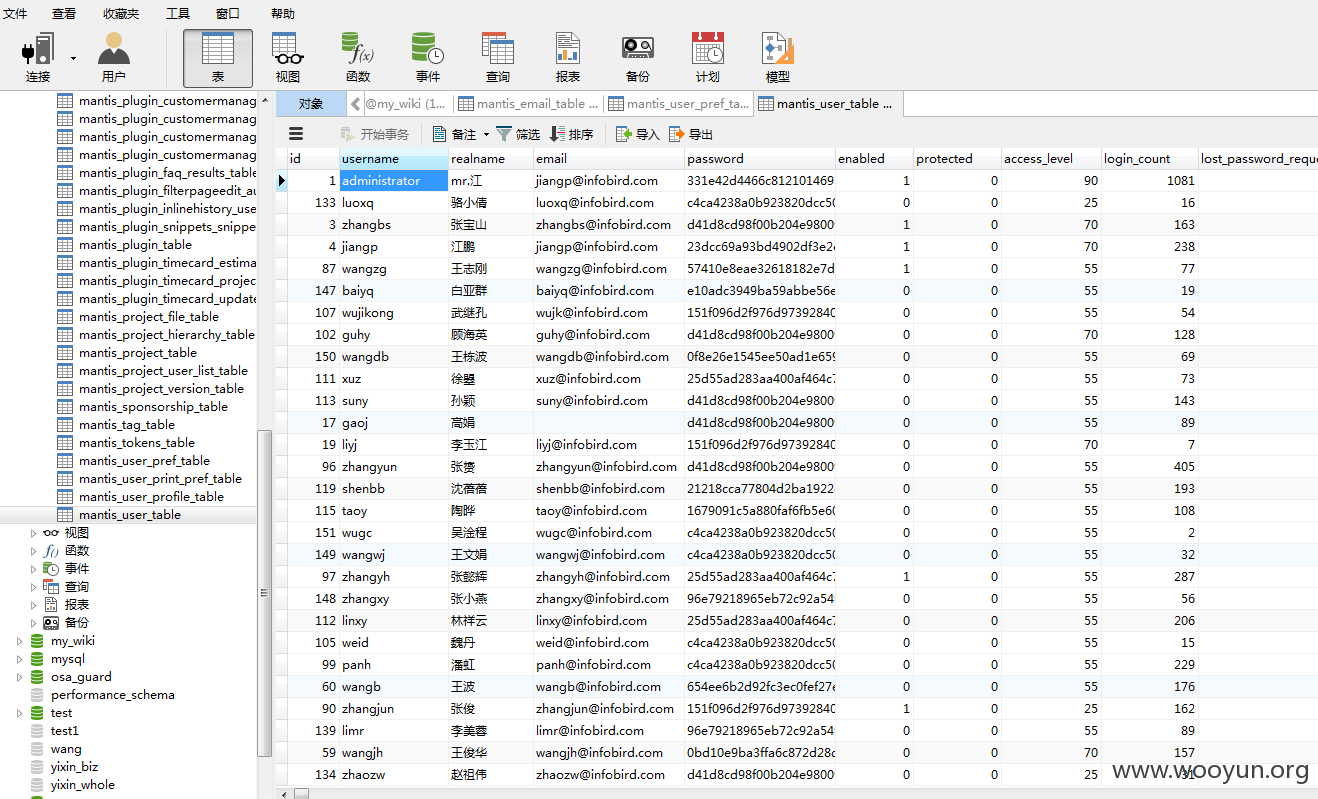 文件 查看 收藏夹 工具 窗口 帮助
连接 用户 表 视图 函数 事件 查询 报表 备份 计划 模型
对象 @my_wiki (1... mantis_email_table ... mantis_user_pref_ta... mantis_user_table ...
开始事务 备注 筛选 排序 导入 导出
mantis_plugin_customermanag
mantis_plugin_customermanag
mantis_plugin_customermanag
mantis_plugin_customermanag
mantis_plugin_faq_results_table
mantis_plugin_filterpageedit_au
mantis_plugin_inlinehistory_use
mantis_plugin_snippets_snippe
mantis_plugin_table
mantis_plugin_timecard_estima
mantis_plugin_timecard_projec
mantis_plugin_timecard_update
mantis_project_file_table
mantis_project_hierarchy_table
mantis_project_table
mantis_project_user_list_table
mantis_project_version_table
mantis_sponsorship_table
mantis_tag_table
mantis_tokens_table
mantis_user_pref_table
mantis_user_print_pref_table
mantis_user_profile_table
mantis_user_table
视图
函数
事件
查询
报表
备份
my_wiki
mysql
osa_guard
performance_schema
test
test1
wang
yixin_biz
yixin_whole
id username realname email password enabled protected access_level login_count lost_password_reque
1 administrator mr.江 jiangp@infobird.com 331e42d4466c812101469 1 0 90 1081
133 luoxq 骆小倩 luoxq@infobird.com c4ca4238a0b923820dcc50 0 0 25 16
3 zhangbs 张宝山 zhangbs@infobird.com d41d8cd98f00b204e9800 1 0 70 163
4 jiangp 江鹏 jiangp@infobird.com 23dcc69a93bd4902df3e2 1 0 70 238
87 wangzg 王志刚 wangzg@infobird.com 57410e8eae32618182e7d 1 0 55 77
147 baiyq 白亚群 baiyq@infobird.com e10adc3949ba59abbe56e 0 0 55 19
107 wujikong 武继孔 wujk@infobird.com 151f096d2f976d97392840 0 0 55 54
102 guhy 顾海英 guhy@infobird.com d41d8cd98f00b204e9800 0 0 70 128
150 wangdb 王栋波 wangdb@infobird.com 0f8e26e1545ee50ad1e659 0 0 55 69
111 xuz xuz@infobird.com 25d55ad283aa400af464c7 0 0 55 73
113 suny 孙颖 suny@infobird.com d41d8cd98f00b204e9800 0 0 55 143
17 gaoj 高娟 d41d8cd98f00b204e9800 0 0 55 89
19 liyj 李玉江 liyj@infobird.com 151f096d2f976d97392840 0 0 70 7
96 zhangyun 张赟 zhangyun@infobird.com d41d8cd98f00b204e9800 0 0 55 405
119 shenbb 沈蓓蓓 shenbb@infobird.com 21218cca77804d2ba1922 0 0 55 193
115 taoy 陶晔 taoy@infobird.com 1679091c5a880faf6fb5e60 0 0 55 108
151 wugc 吴淦程 wugc@infobird.com c4ca4238a0b923820dcc50 0 0 55 2
149 wangwj 王文娟 wangwj@infobird.com c4ca4238a0b923820dcc50 0 0 55 32
97 zhangyh 张懿辉 zhangyh@infobird.com 25d55ad283aa400af464c7 1 0 55 287
148 zhangxy 张小燕 zhangxy@infobird.com 96e79218965eb72c92a54 0 0 55 56
112 linxy 林祥云 linxy@infobird.com 25d55ad283aa400af464c7 0 0 55 206
105 weid 魏丹 weid@infobird.com c4ca4238a0b923820dcc50 0 0 55 15
99 panh 潘虹 panh@infobird.com c4ca4238a0b923820dcc50 0 0 55 229
60 wangb 王波 wangb@infobird.com 654ee6b2d92fc3ec0fef27e 0 0 55 176
90 zhangjun 张俊 zhangjun@infobird.com 151f096d2f976d97392840 1 0 25 162
139 limr 李美蓉 limr@infobird.com 96e79218965eb72c92a54 0 0 55 89
59 wangjh 王俊华 wangjh@infobird.com 0bd10e9ba3ffa6c872d28 0 0 70 157
134 zhaozw 赵祖伟 zhaozw@infobird.com d41d8cd98f00b204e9800 0 0 25 31
www.wooyun.org